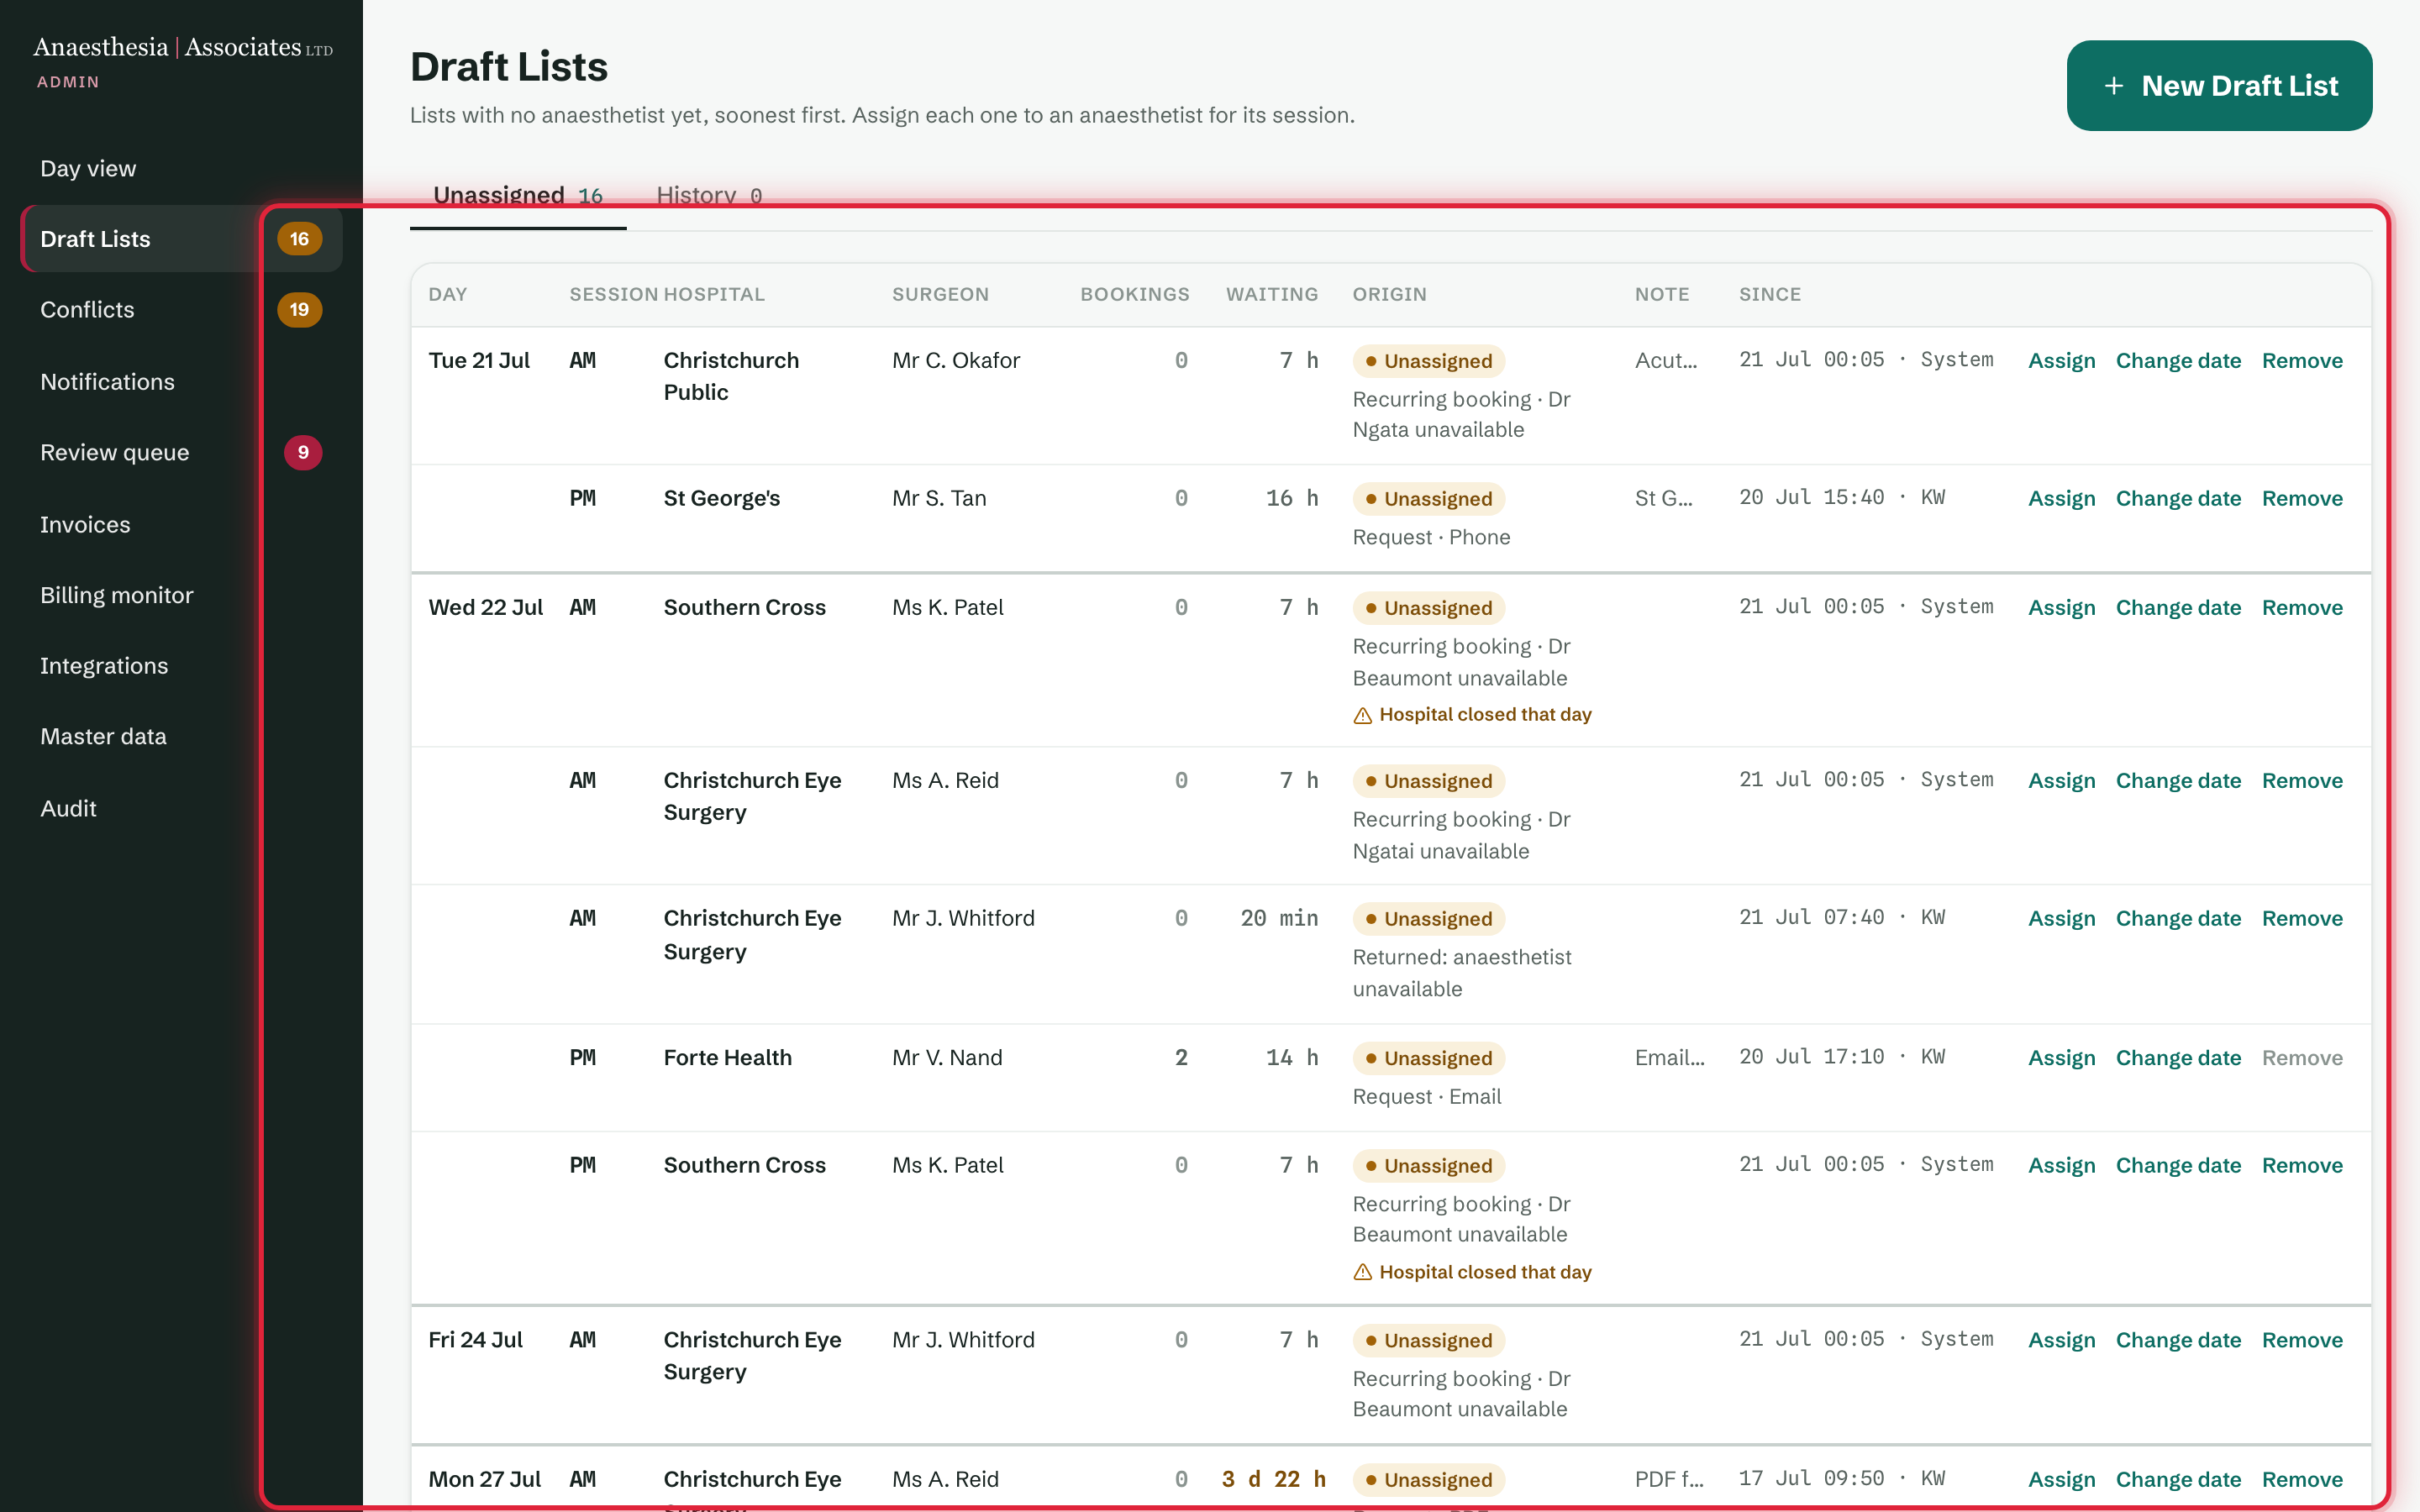 Anaesthesia | Associates LTD
ADMIN
Day view
Draft Lists 16
Conflicts 19
Notifications
Review queue 9
Invoices
Billing monitor
Integrations
Master data
Audit
Draft Lists
Lists with no anaesthetist yet, soonest first. Assign each one to an anaesthetist for its session.
+ New Draft List
Unassigned 16 History 0
DAY SESSION HOSPITAL SURGEON BOOKINGS WAITING ORIGIN NOTE SINCE
Tue 21 Jul AM Christchurch Mr C. Okafor 0 7 h Unassigned Acut... 21 Jul 00:05 · System Assign Change date Remove
Public Recurring booking · Dr
Ngata unavailable
PM St George's Mr S. Tan 0 16 h Unassigned St G... 20 Jul 15:40 · KW Assign Change date Remove
Request · Phone
Wed 22 Jul AM Southern Cross Ms K. Patel 0 7 h Unassigned 21 Jul 00:05 · System Assign Change date Remove
Recurring booking · Dr
Beaumont unavailable
Hospital closed that day
AM Christchurch Eye Ms A. Reid 0 7 h Unassigned 21 Jul 00:05 · System Assign Change date Remove
Surgery Recurring booking · Dr
Ngatai unavailable
AM Christchurch Eye Mr J. Whitford 0 20 min Unassigned 21 Jul 07:40 · KW Assign Change date Remove
Surgery Returned: anaesthetist
unavailable
PM Forte Health Mr V. Nand 2 14 h Unassigned Email... 20 Jul 17:10 · KW Assign Change date Remove
Request · Email
PM Southern Cross Ms K. Patel 0 7 h Unassigned 21 Jul 00:05 · System Assign Change date Remove
Recurring booking · Dr
Beaumont unavailable
Hospital closed that day
Fri 24 Jul AM Christchurch Eye Mr J. Whitford 0 7 h Unassigned 21 Jul 00:05 · System Assign Change date Remove
Surgery Recurring booking · Dr
Beaumont unavailable
Mon 27 Jul AM Christchurch Eye Ms A. Reid 0 3 d 22 h Unassigned PDF f... 17 Jul 09:50 · KW Assign Change date Remove